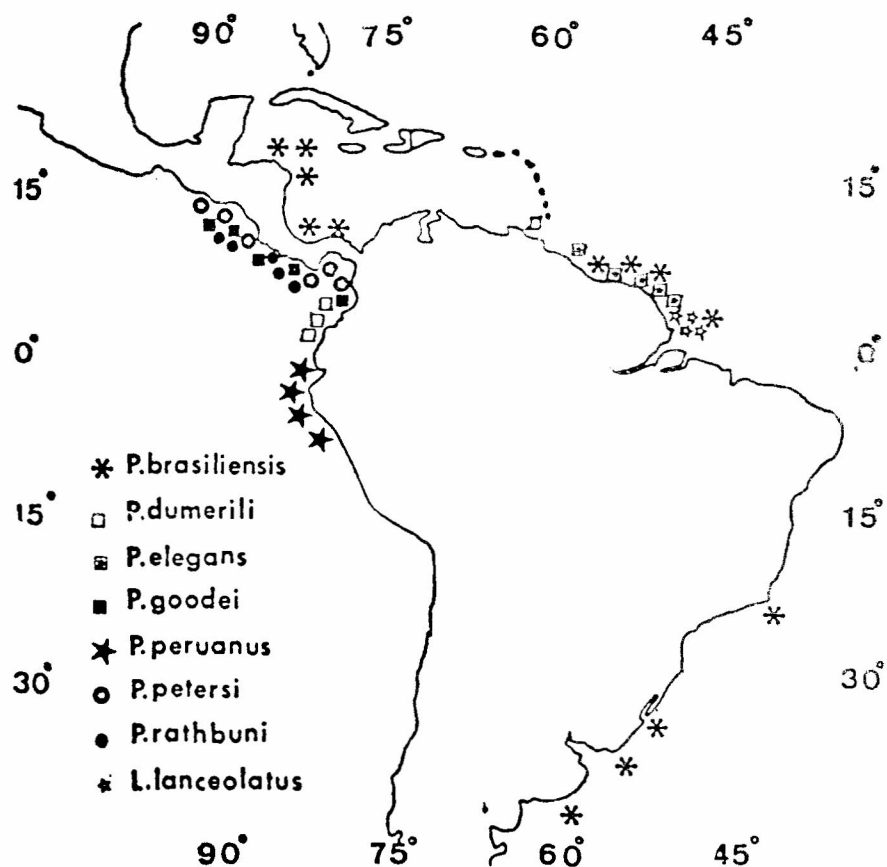 90° 75° 60° 45°
15° 15°
0° 0°
P.brasiliensis
P.dumerili
15° 15°
P.elegans
P.goodei
P.peruanus
30° 30°
P.petersi
P.rathbuni
L.lanceolatus
90° 75° 60° 45°